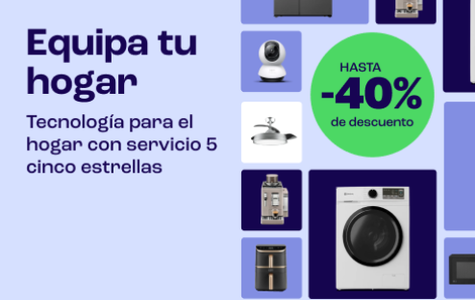 Equipa tu
hogar
Tecnología para el
hogar con servicio 5
cinco estrellas
HASTA
-40%
de descuento